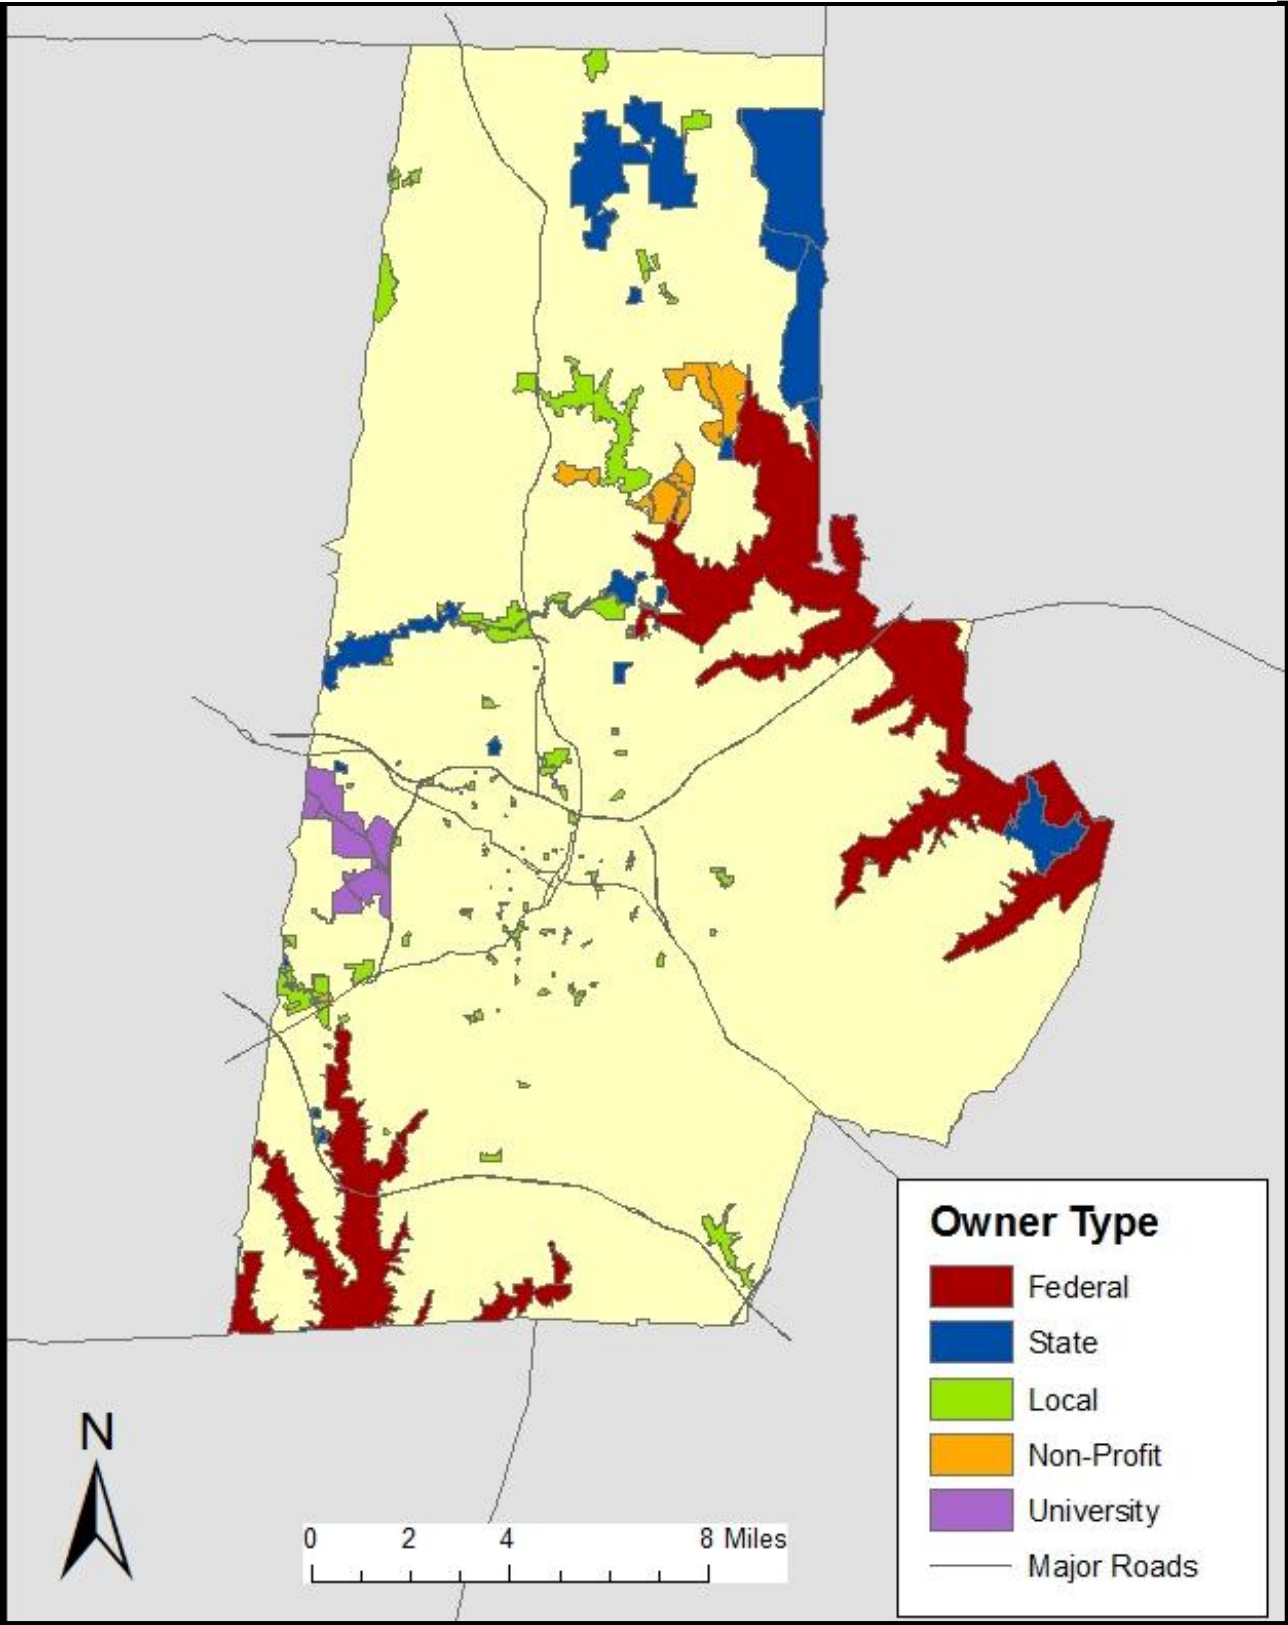 Owner Type
Federal
State
Local
Non-Profit
University
Major Roads
N
0 2 4 8 Miles